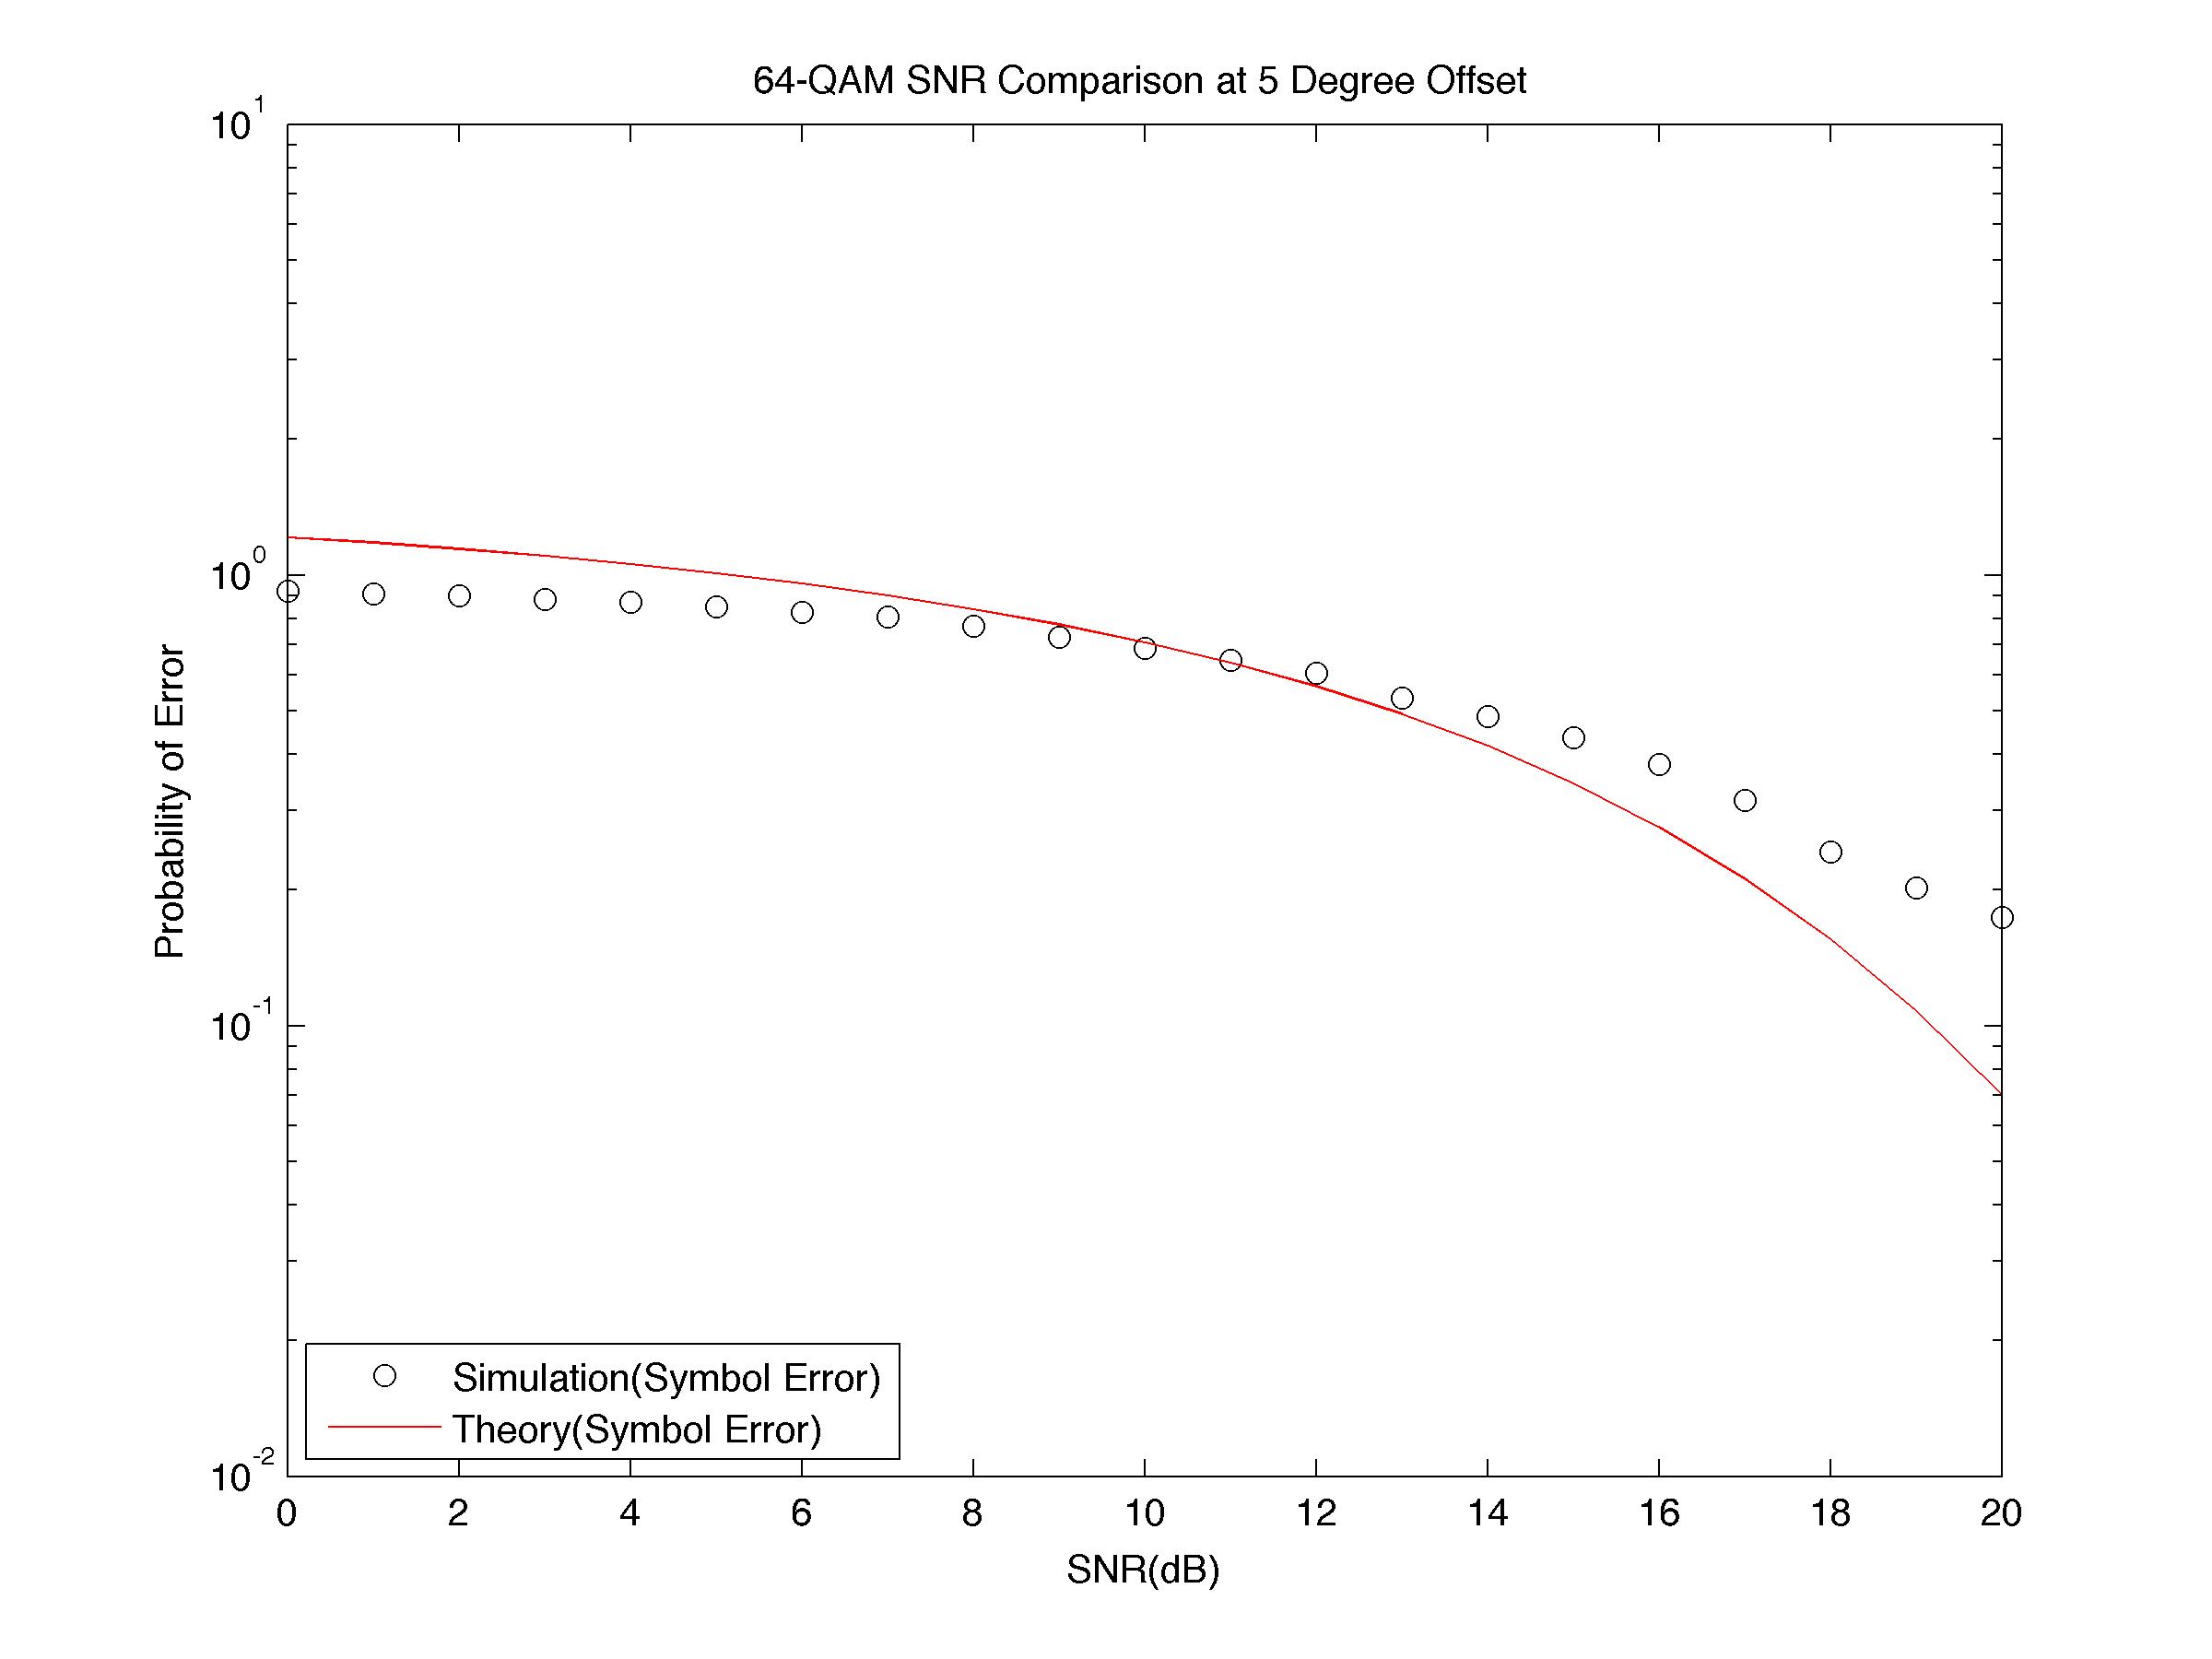 64-QAM SNR Comparison at 5 Degree Offset
10^1
10^0
10^-1
10^-2
Probability of Error
Simulation(Symbol Error)
Theory(Symbol Error)
0 2 4 6 8 10 12 14 16 18 20
SNR(dB)